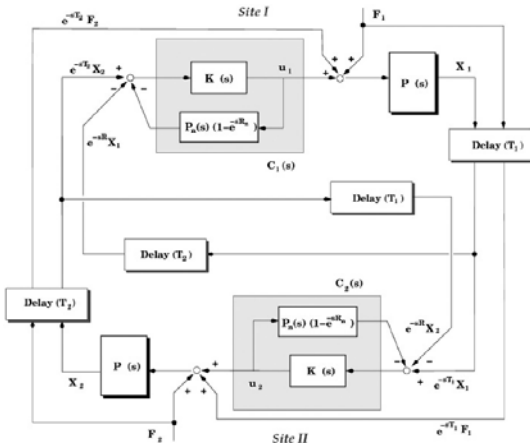 Site I
e^{-sT_2} F_2
F_1
e^{-sT_2} X_2
+
+
+
+
K (s)
u_1
+
P (s)
X_1
−
−
P_n(s) (1−e^{-sR_n})
e^{-sR} X_1
C_1(s)
Delay (T_1)
Delay (T_1)
Delay (T_2)
C_2(s)
Delay (T_2)
P_n(s) (1−e^{-sR_n})
e^{-sR} X_2
P (s)
−
−
X_2
+
u_2
K (s)
+
e^{-sT_1} X_1
+
+
e^{-sT_1} F_1
F_2
Site II